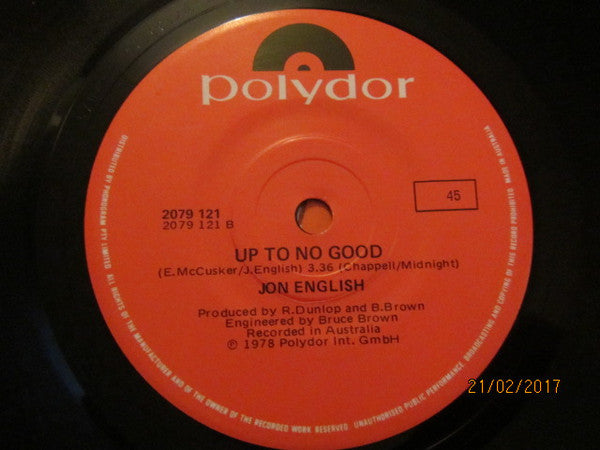 polydor
45
2079 121
2079 121 B
UP TO NO GOOD
(E.McCusker/J.English) 3.36 (Chappell/Midnight)
JON ENGLISH
Produced by R.Dunlop and B.Brown
Engineered by Bruce Brown
Recorded in Australia
℗ 1978 Polydor Int. GmbH
DISTRIBUTED BY PHONOGRAM PTY LIMITED. ALL RIGHTS OF THE MANUFACTURER AND OF THE OWNER OF THE RECORDED WORK RESERVED. UNAUTHORISED PUBLIC PERFORMANCE, BROADCASTING AND COPYING OF THIS RECORD PROHIBITED. MADE IN AUSTRALIA
21/02/2017